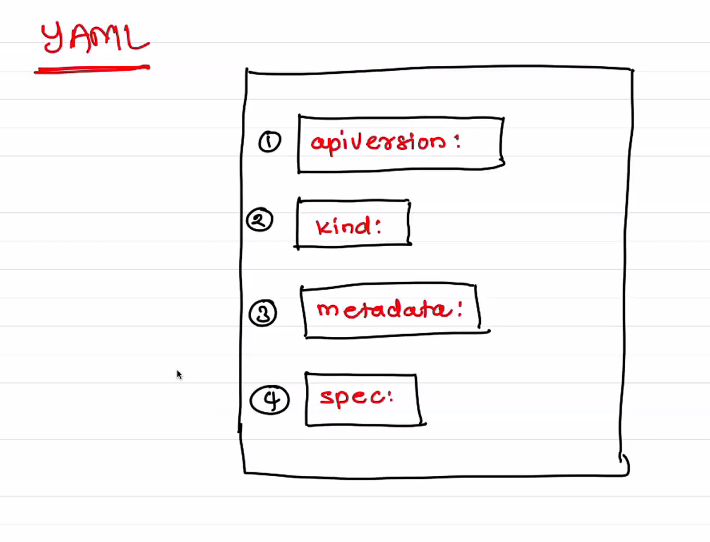 YAML
① apiversion:
② kind:
③ metadata:
④ spec: